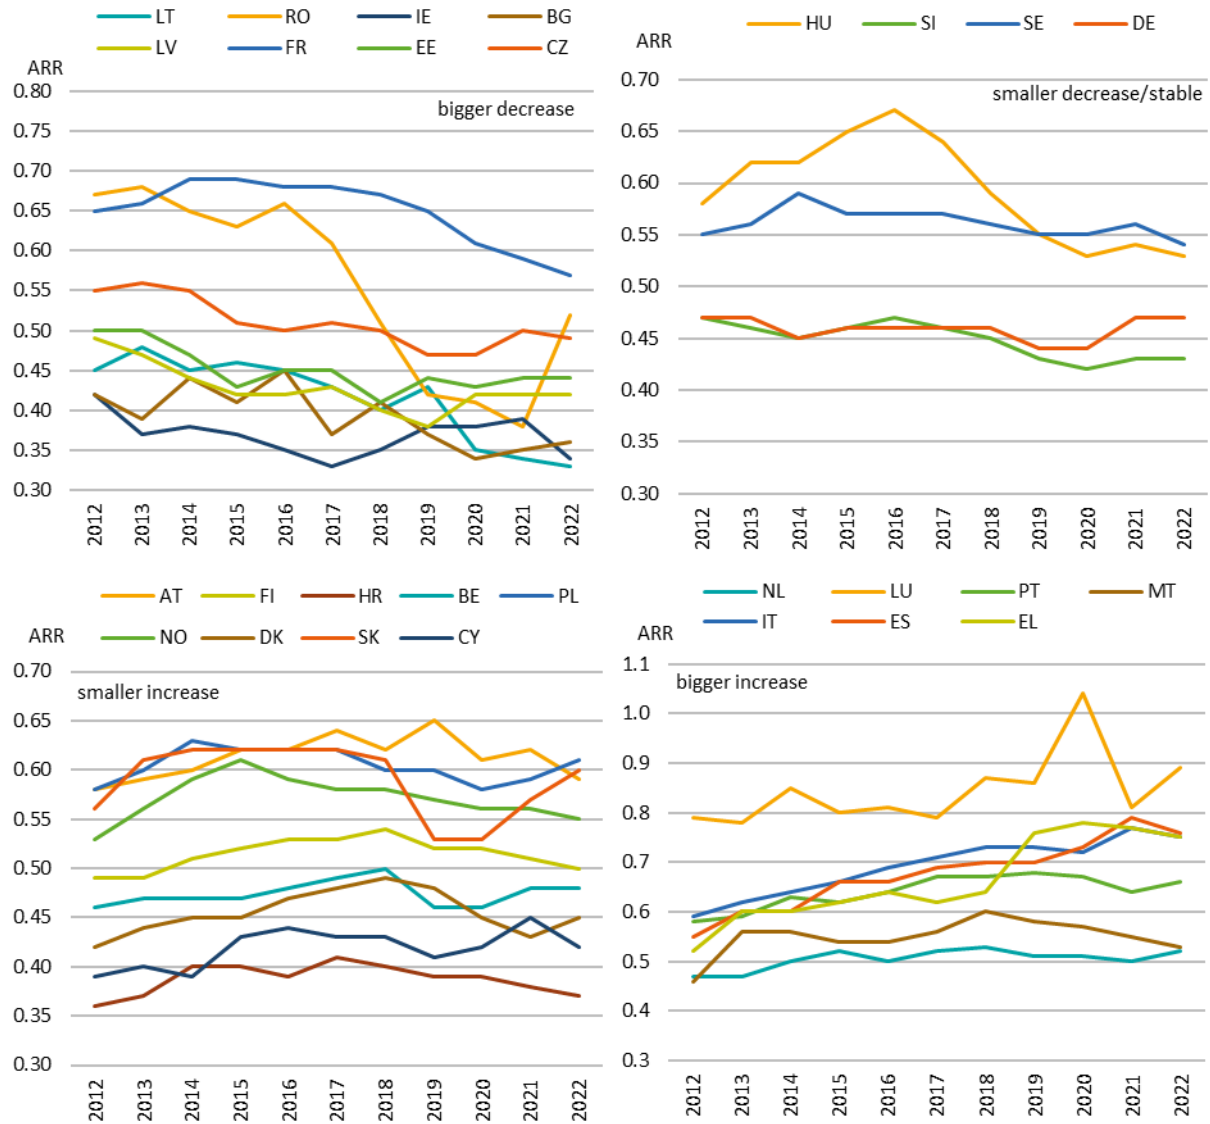 LT RO IE BG
LV FR EE CZ
ARR
bigger decrease
0.80
0.75
0.70
0.65
0.60
0.55
0.50
0.45
0.40
0.35
0.30
2012 2013 2014 2015 2016 2017 2018 2019 2020 2021 2022
HU SI SE DE
ARR
smaller decrease/stable
0.70
0.65
0.60
0.55
0.50
0.45
0.40
0.35
0.30
2012 2013 2014 2015 2016 2017 2018 2019 2020 2021 2022
AT FI HR BE PL
NO DK SK CY
ARR
smaller increase
0.70
0.65
0.60
0.55
0.50
0.45
0.40
0.35
0.30
2012 2013 2014 2015 2016 2017 2018 2019 2020 2021 2022
NL LU PT MT
IT ES EL
ARR
bigger increase
1.1
1.0
0.9
0.8
0.7
0.6
0.5
0.4
0.3
2012 2013 2014 2015 2016 2017 2018 2019 2020 2021 2022